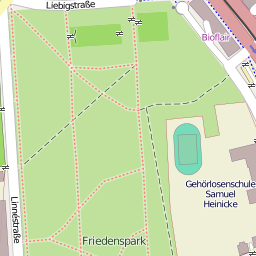 Liebigstraße
Bioflair
Gehörlosenschule
Samuel
Heinicke
Linnéstraße
Friedenspark